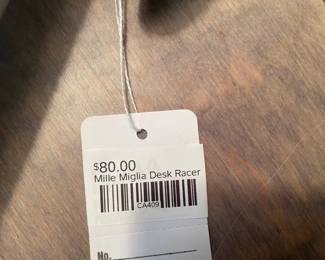 $80.00
Mille Miglia Desk Racer
CA409
No.